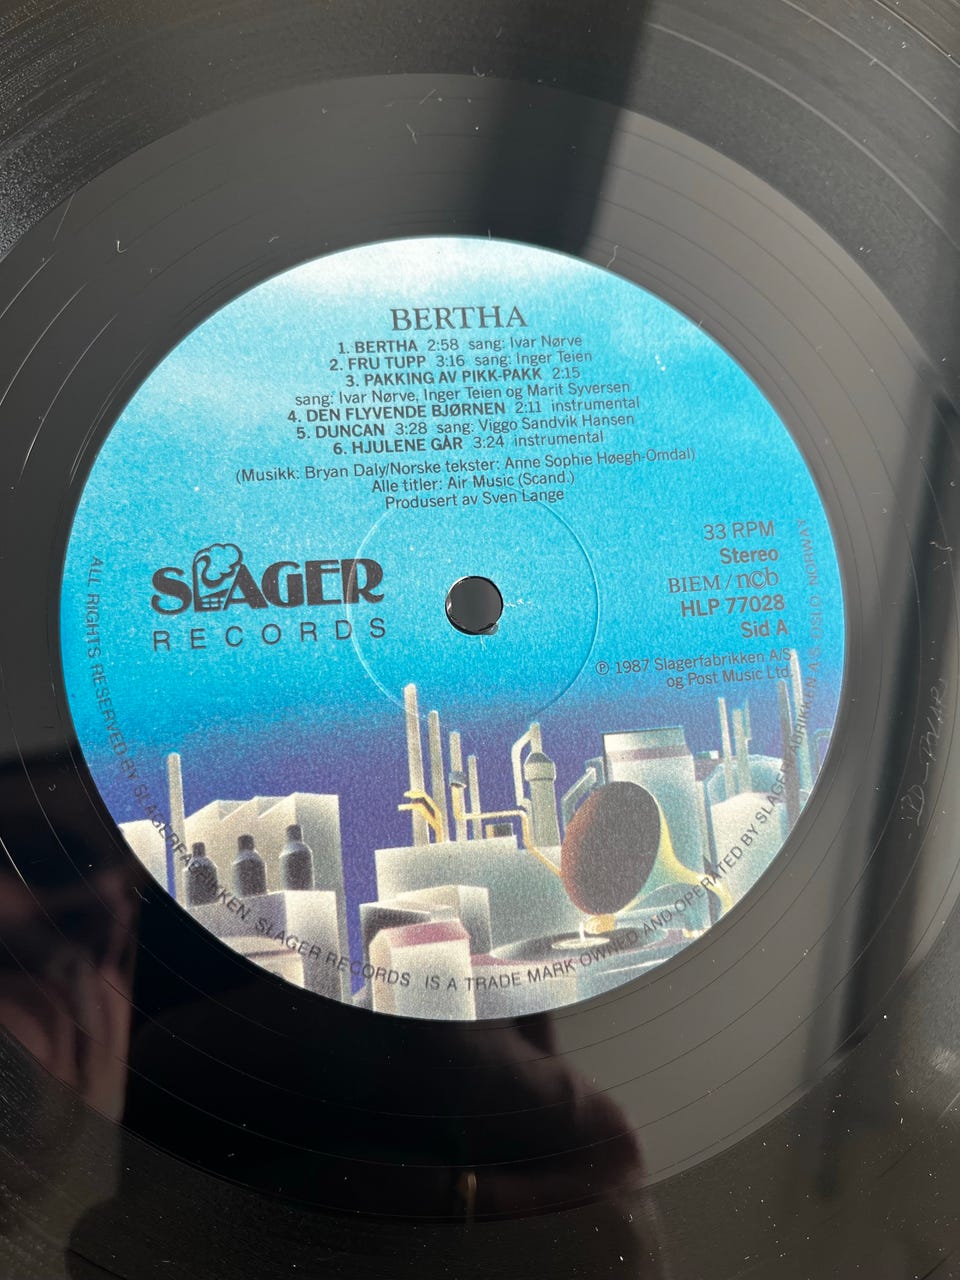 BERTHA
1. BERTHA 2:58 sang: Ivar Nørve
2. FRU TUPP 3:16 sang: Inger Teien
3. PAKKING AV PIKK-PAKK 2:15
sang: Ivar Nørve, Inger Teien og Marit Syversen
4. DEN FLYVENDE BJØRNEN 2:11 instrumental
5. DUNCAN 3:28 sang: Viggo Sandvik Hansen
6. HJULENE GÅR 3:24 instrumental
(Musikk: Bryan Daly/Norske tekster: Anne Sophie Høegh-Omdal)
Alle titler: Air Music (Scand.)
Produsert av Sven Lange
SLAGER
RECORDS
33 RPM
Stereo
BIEM / ncb
HLP 77028
Sid A
℗ 1987 Slagerfabrikken A/S
og Post Music Ltd.
ALL RIGHTS RESERVED BY SLAGERFABRIKKEN. SLAGER RECORDS IS A TRADE MARK OWNED AND OPERATED BY SLAGERFABRIKKEN A.S. OSLO, NORWAY